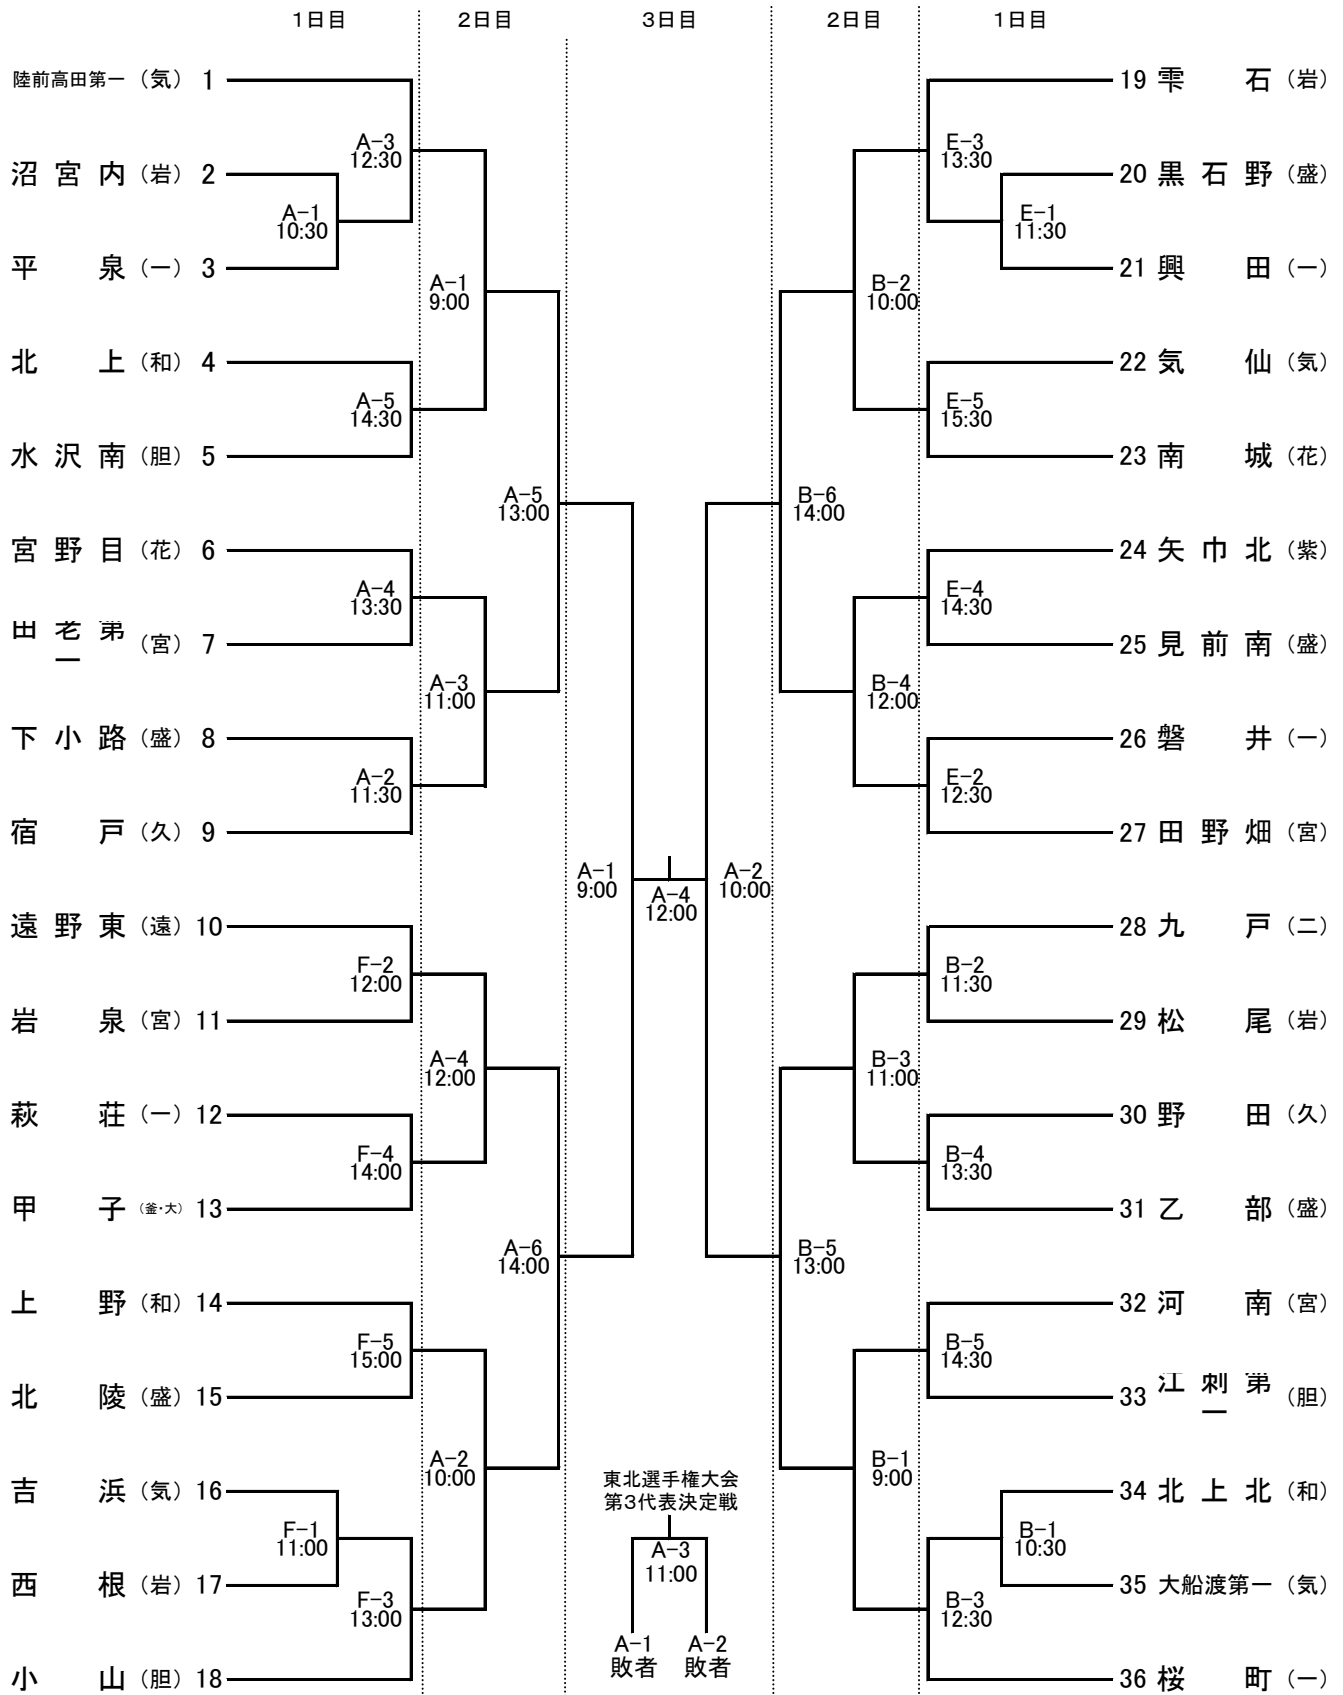 1日目 2日目 3日目 2日目 1日目
陸前高田第一 (気) 1
19 雫石 (岩)
A-3
12:30
E-3
13:30
沼宮内 (岩) 2
20 黒石野 (盛)
A-1
10:30
E-1
11:30
平泉 (一) 3
21 興田 (一)
A-1
9:00
B-2
10:00
北上 (和) 4
22 気仙 (気)
A-5
14:30
E-5
15:30
水沢南 (胆) 5
23 南城 (花)
A-5
13:00
B-6
14:00
宮野目 (花) 6
24 矢巾北 (紫)
A-4
13:30
E-4
14:30
田老第一 (宮) 7
25 見前南 (盛)
A-3
11:00
B-4
12:00
下小路 (盛) 8
26 磐井 (一)
A-2
11:30
E-2
12:30
宿戸 (久) 9
27 田野畑 (宮)
A-1
9:00
A-4
12:00
A-2
10:00
遠野東 (遠) 10
28 九戸 (二)
F-2
12:00
B-2
11:30
岩泉 (宮) 11
29 松尾 (岩)
A-4
12:00
B-3
11:00
萩荘 (一) 12
30 野田 (久)
F-4
14:00
B-4
13:30
甲子 (釜・大) 13
31 乙部 (盛)
A-6
14:00
B-5
13:00
上野 (和) 14
32 河南 (宮)
F-5
15:00
B-5
14:30
北陵 (盛) 15
33 江刺第一 (胆)
A-2
10:00
B-1
9:00
東北選手権大会
第3代表決定戦
吉浜 (気) 16
34 北上北 (和)
F-1
11:00
B-1
10:30
A-3
11:00
西根 (岩) 17
35 大船渡第一 (気)
F-3
13:00
B-3
12:30
A-1
敗者
A-2
敗者
小山 (胆) 18
36 桜町 (一)